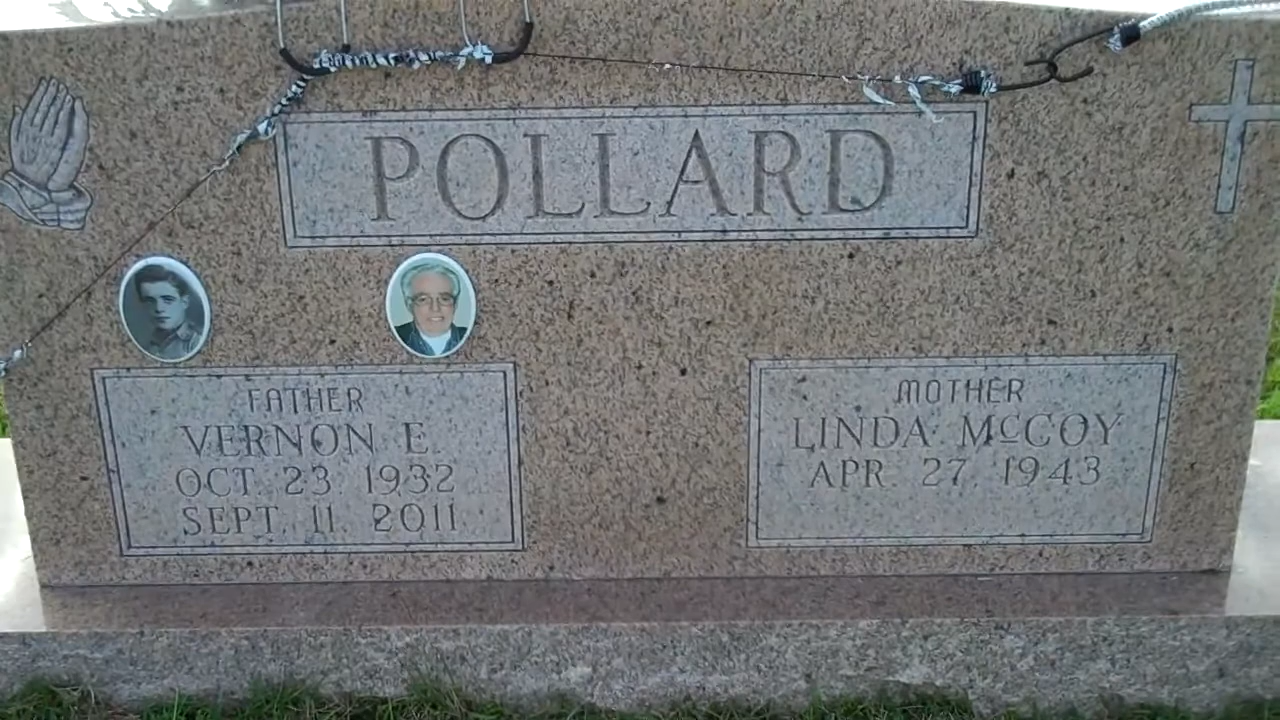 POLLARD
FATHER
VERNON E.
OCT. 23, 1932
SEPT. 11, 2011
MOTHER
LINDA McCOY
APR. 27, 1943